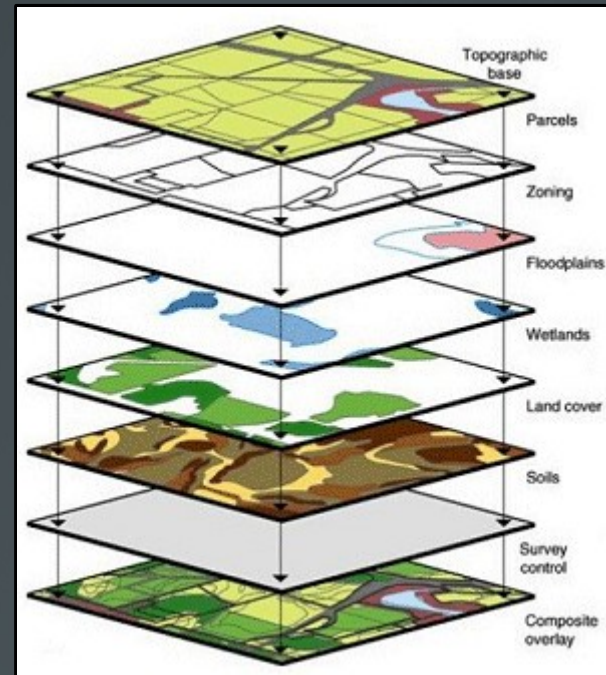 Topographic
base
Parcels
Zoning
Floodplains
Wetlands
Land cover
Soils
Survey
control
Composite
overlay